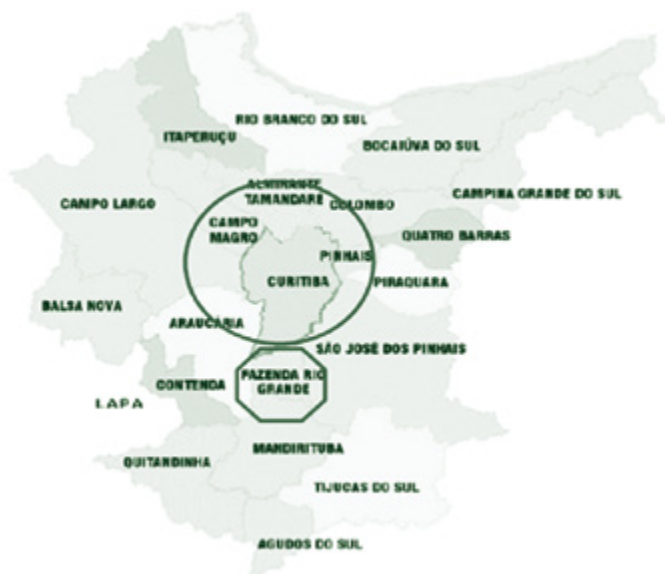 RIO BRANCO DO SUL
ITAPERUÇU
BOCAIÚVA DO SUL
ALMIRANTE
TAMANDARÉ
CAMPINA GRANDE DO SUL
CAMPO LARGO
COLOMBO
CAMPO
MAGRO
QUATRO BARRAS
PINHAIS
CURITIBA
PIRAQUARA
BALSA NOVA
ARAUCÁRIA
SÃO JOSÉ DOS PINHAIS
FAZENDA RIO
GRANDE
CONTENDA
LAPA
MANDIRITUBA
QUITANDINHA
TIJUCAS DO SUL
AGUDOS DO SUL